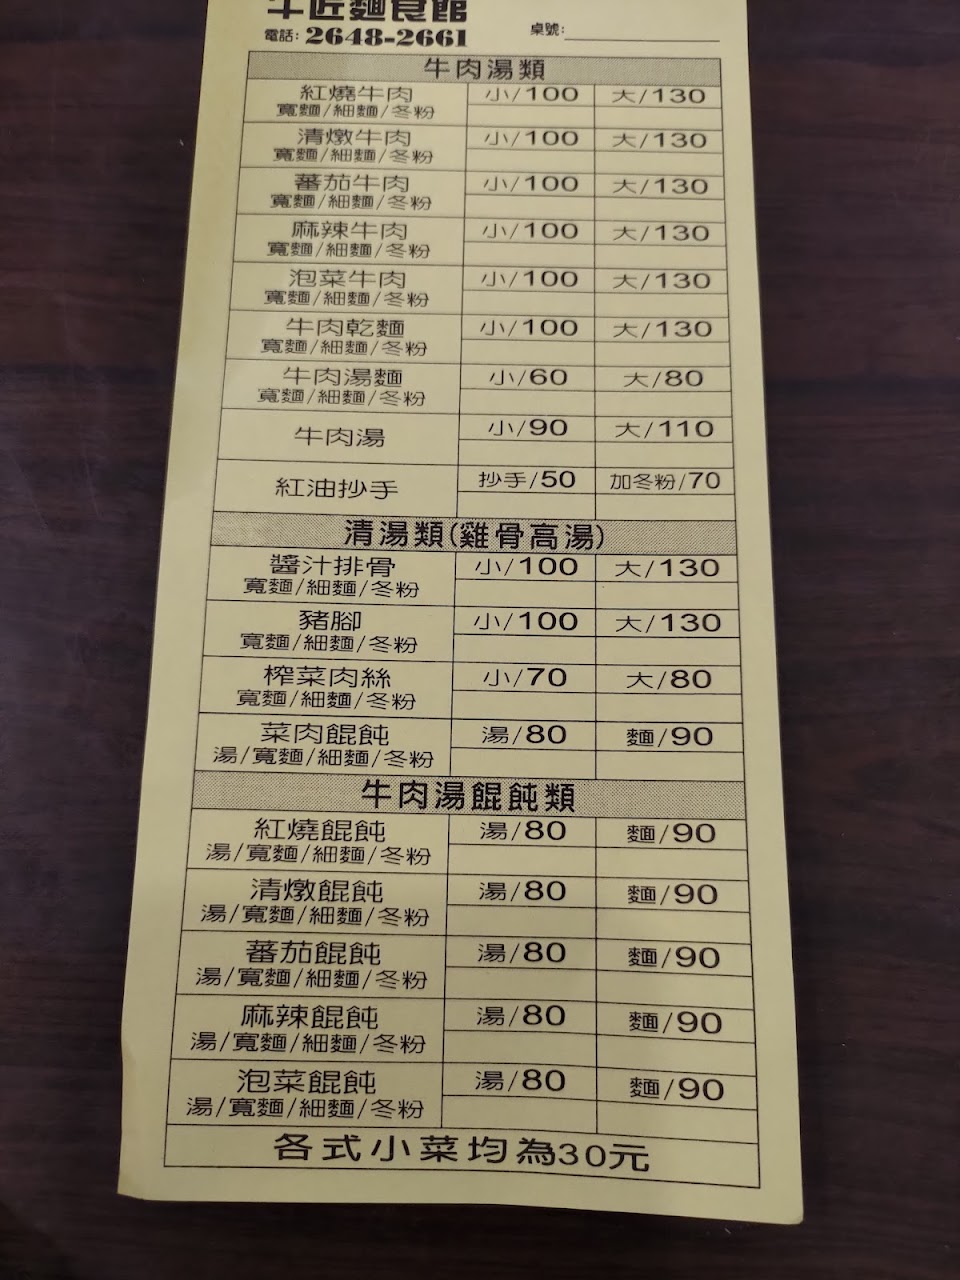 牛匠麵食館
電話: 2648-2661 桌號:
牛肉湯類
紅燒牛肉 小/100 大/130
寬麵/細麵/冬粉
清燉牛肉 小/100 大/130
寬麵/細麵/冬粉
蕃茄牛肉 小/100 大/130
寬麵/細麵/冬粉
麻辣牛肉 小/100 大/130
寬麵/細麵/冬粉
泡菜牛肉 小/100 大/130
寬麵/細麵/冬粉
牛肉乾麵 小/100 大/130
寬麵/細麵/冬粉
牛肉湯麵 小/60 大/80
寬麵/細麵/冬粉
牛肉湯 小/90 大/110
紅油抄手 抄手/50 加冬粉/70
清湯類(雞骨高湯)
醬汁排骨 小/100 大/130
寬麵/細麵/冬粉
豬腳 小/100 大/130
寬麵/細麵/冬粉
榨菜肉絲 小/70 大/80
寬麵/細麵/冬粉
菜肉餛飩 湯/80 麵/90
湯/寬麵/細麵/冬粉
牛肉湯餛飩類
紅燒餛飩 湯/80 麵/90
湯/寬麵/細麵/冬粉
清燉餛飩 湯/80 麵/90
湯/寬麵/細麵/冬粉
蕃茄餛飩 湯/80 麵/90
湯/寬麵/細麵/冬粉
麻辣餛飩 湯/80 麵/90
湯/寬麵/細麵/冬粉
泡菜餛飩 湯/80 麵/90
湯/寬麵/細麵/冬粉
各式小菜均為30元